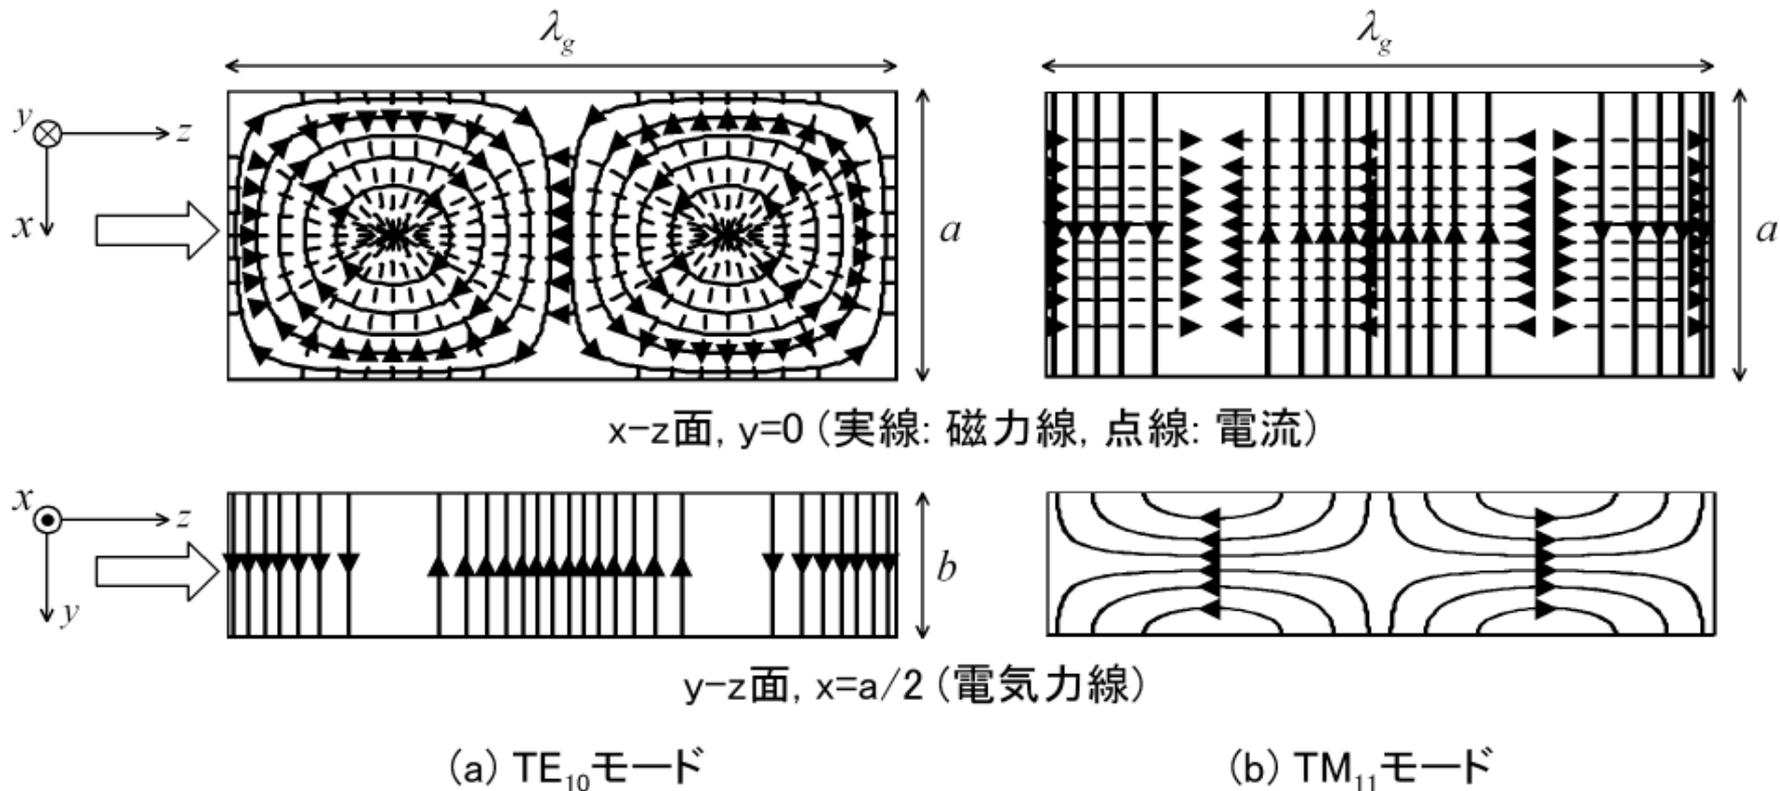 λg λg
y z
x a a
x-z面, y=0 (実線: 磁力線, 点線: 電流)
x z
y b
y-z面, x=a/2 (電気力線)
(a) TE10モード (b) TM11モード